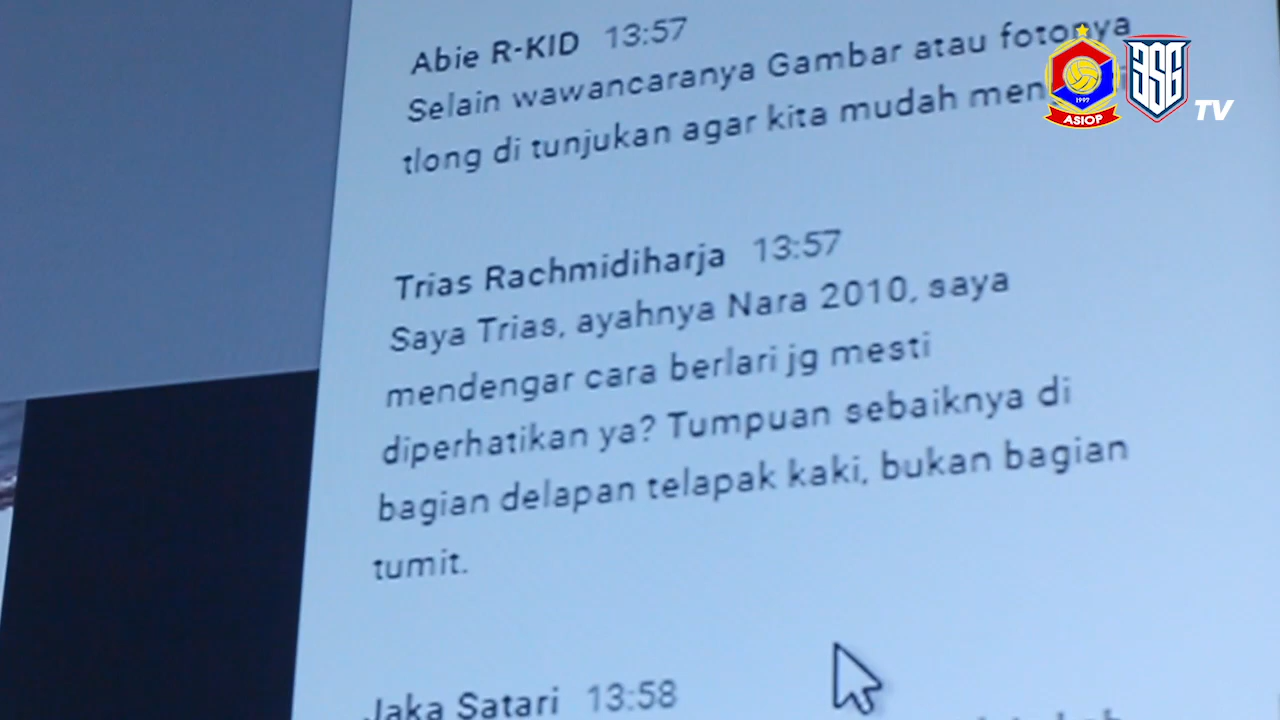 Abie R-KID 13:57
Selain wawancaranya Gambar atau fotonya
tlong di tunjukan agar kita mudah
Trias Rachmidiharja 13:57
Saya Trias, ayahnya Nara 2010, saya
mendengar cara berlari jg mesti
diperhatikan ya? Tumpuan sebaiknya di
bagian delapan telapak kaki, bukan bagian
tumit.
Jaka Satari 13:58
1997
ASIOP
ASG
TV